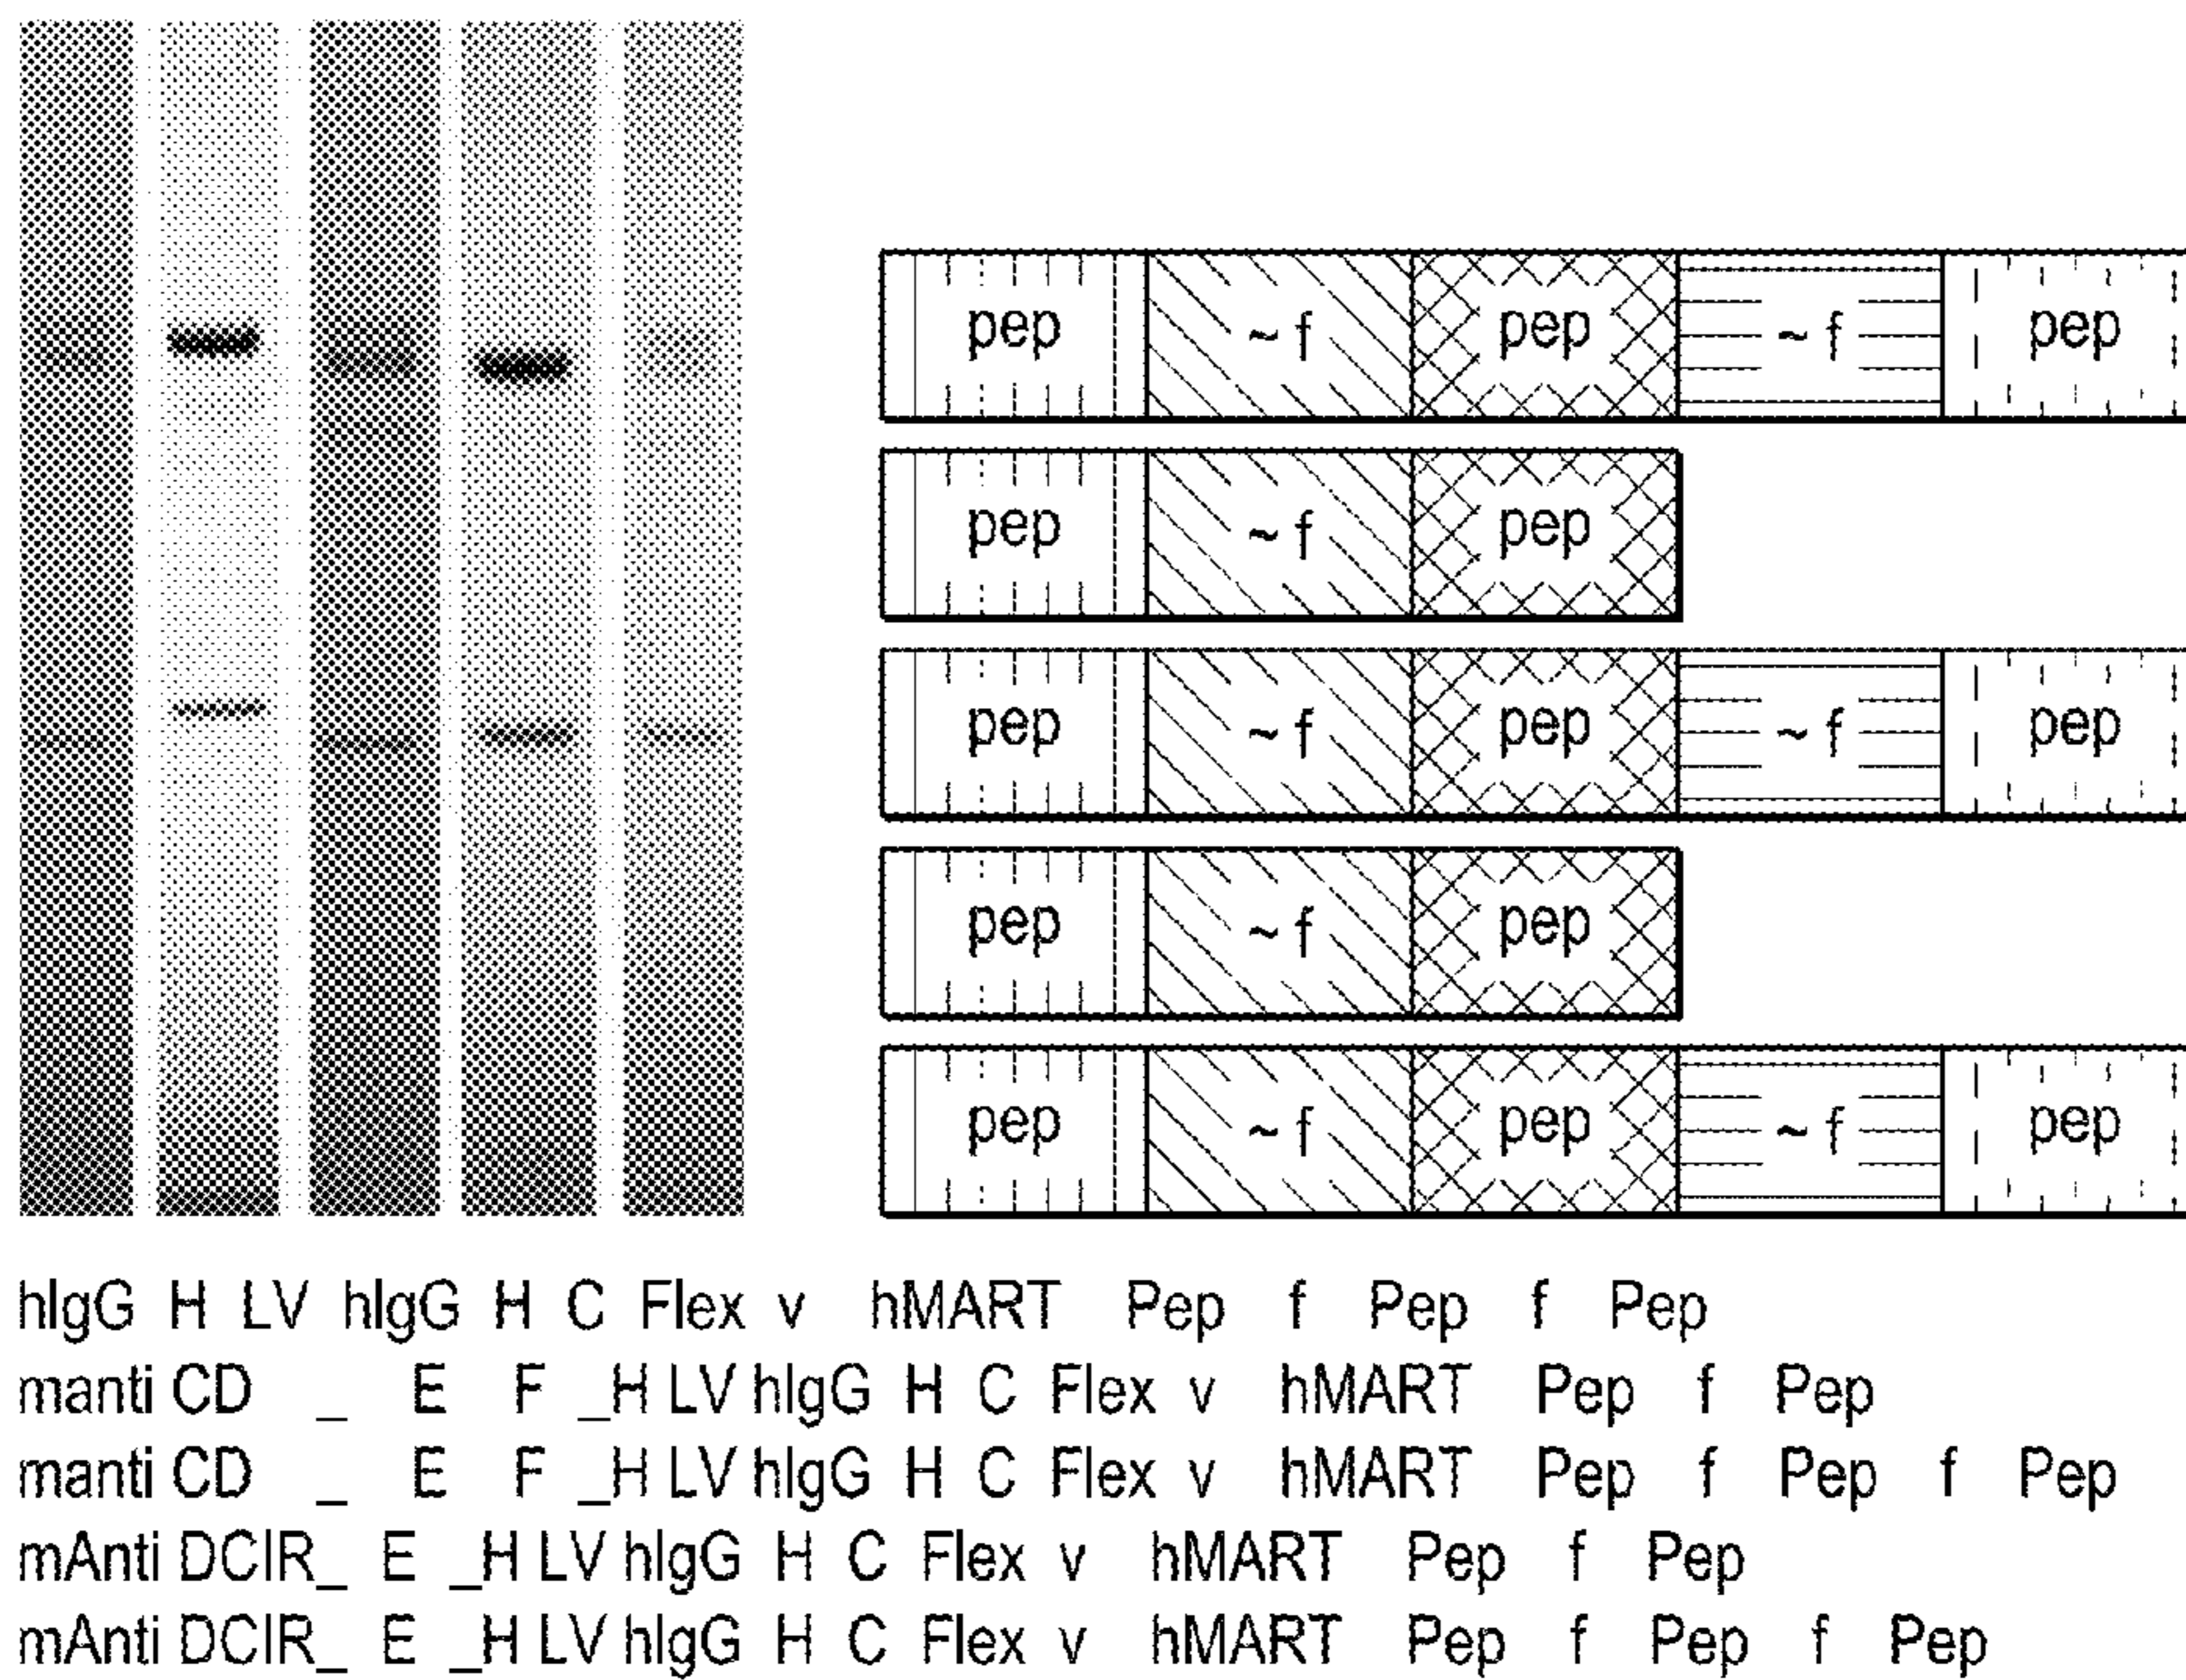 pep ~ f pep ~ f pep
pep ~ f pep
pep ~ f pep ~ f pep
pep ~ f pep
pep ~ f pep ~ f pep
hIgG H LV hIgG H C Flex v hMART Pep f Pep f Pep
manti CD _ E F _H LV hIgG H C Flex v hMART Pep f Pep
manti CD _ E F _H LV hIgG H C Flex v hMART Pep f Pep f Pep
mAnti DCIR_ E _H LV hIgG H C Flex v hMART Pep f Pep
mAnti DCIR_ E _H LV hIgG H C Flex v hMART Pep f Pep f Pep